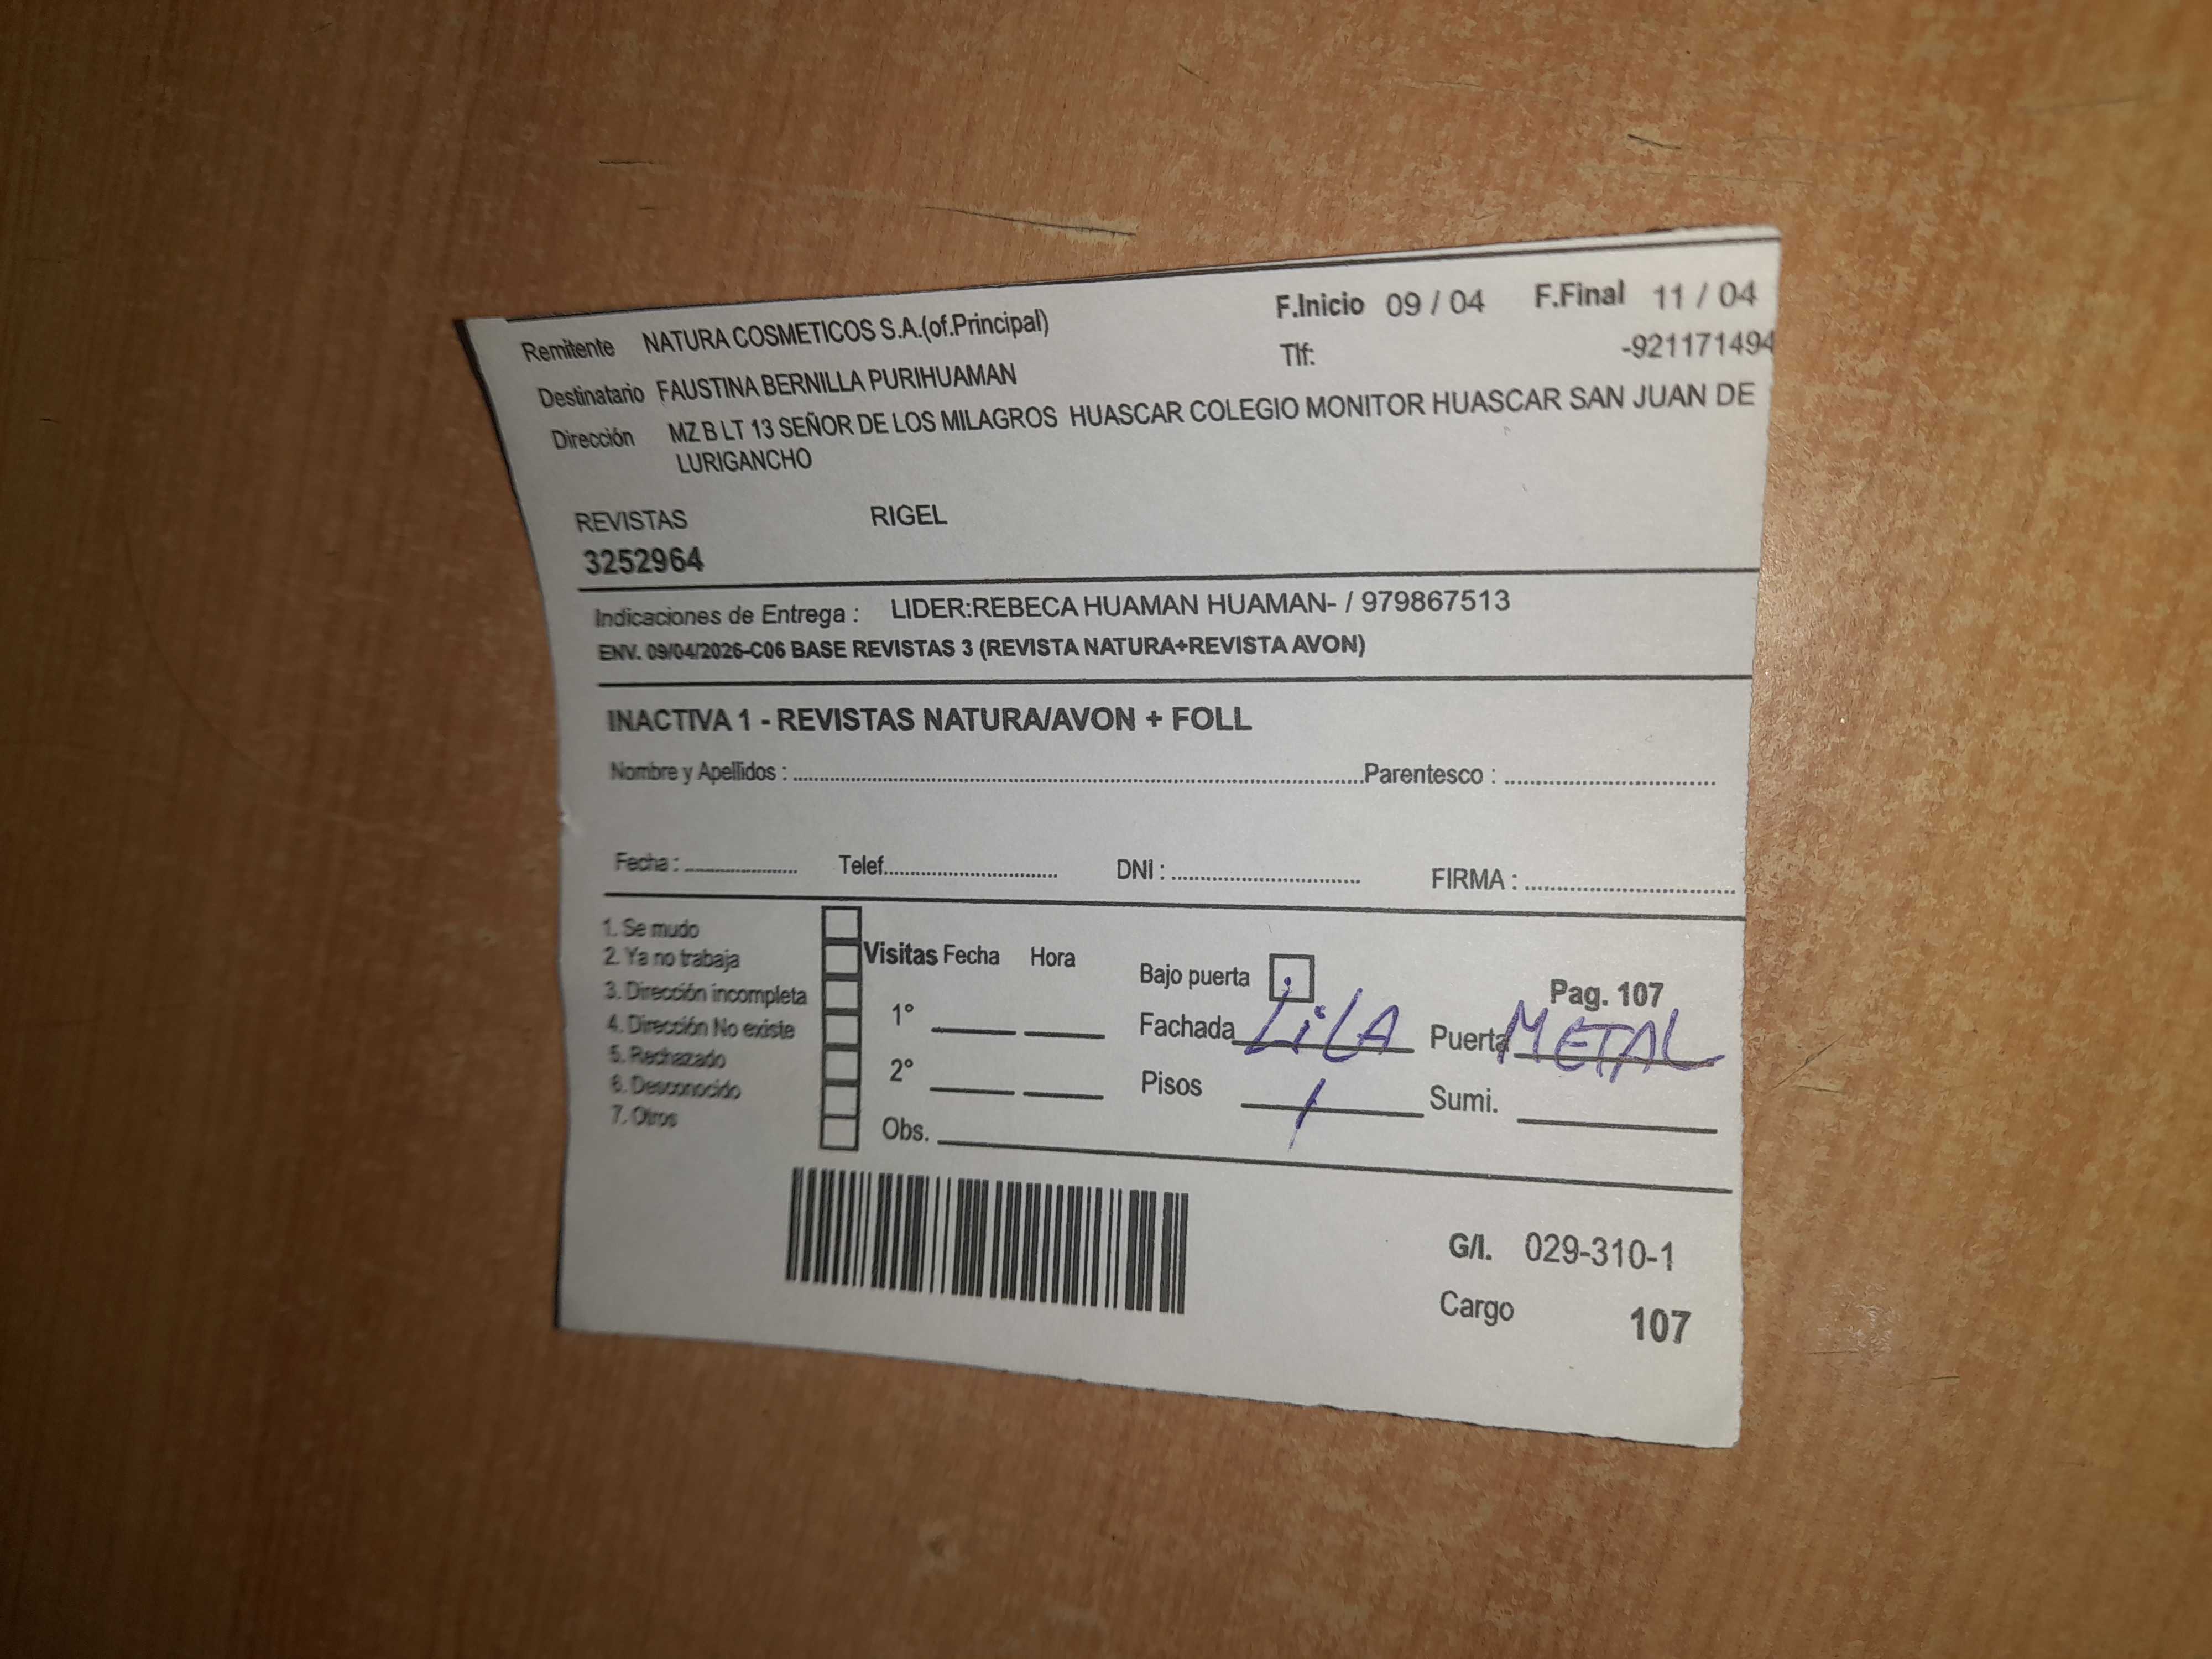 F.Inicio 09 / 04 F.Final 11 / 04
Remitente NATURA COSMETICOS S.A.(of.Principal)
Tlf: -921171494
Destinatario FAUSTINA BERNILLA PURIHUAMAN
Dirección MZ B LT 13 SEÑOR DE LOS MILAGROS HUASCAR COLEGIO MONITOR HUASCAR SAN JUAN DE
LURIGANCHO
REVISTAS RIGEL
3252964
Indicaciones de Entrega : LIDER:REBECA HUAMAN HUAMAN- / 979867513
ENV. 09/04/2026-C06 BASE REVISTAS 3 (REVISTA NATURA+REVISTA AVON)
INACTIVA 1 - REVISTAS NATURA/AVON + FOLL
Nombre y Apellidos : Parentesco :
Fecha : Telef. DNI : FIRMA :
1. Se mudo
2. Ya no trabaja
3. Dirección incompleta
4. Dirección No existe
5. Rechazado
6. Desconocido
7. Otros
Visitas Fecha Hora
1°
2°
Obs.
Bajo puerta Pag. 107
Fachada LiLA Puerta METAL
Pisos 1 Sumi.
G/I. 029-310-1
Cargo 107